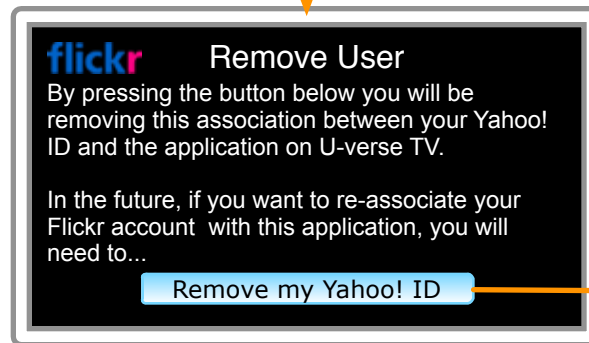 flickr Remove User
By pressing the button below you will be
removing this association between your Yahoo!
ID and the application on U-verse TV.
In the future, if you want to re-associate your
Flickr account  with this application, you will
need to...
Remove my Yahoo! ID